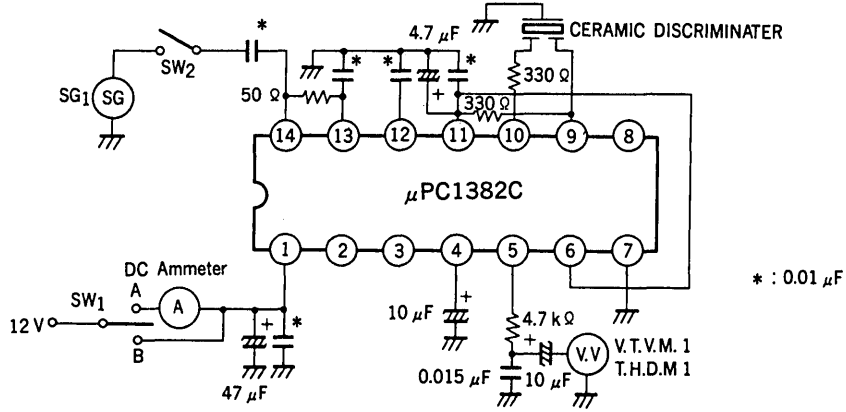 4.7 μF
CERAMIC DISCRIMINATER
*
*
*
*
SW2
330 Ω
SG1 SG
50 Ω
+
330 Ω
14 13 12 11 10 9 8
μPC1382C
1 2 3 4 5 6 7
DC Ammeter
* : 0.01 μF
A
A
SW1
12 V
+
*
10 μF
+
4.7 kΩ
+
B
V.V
V.T.V.M. 1
T.H.D.M 1
47 μF
0.015 μF
10 μF